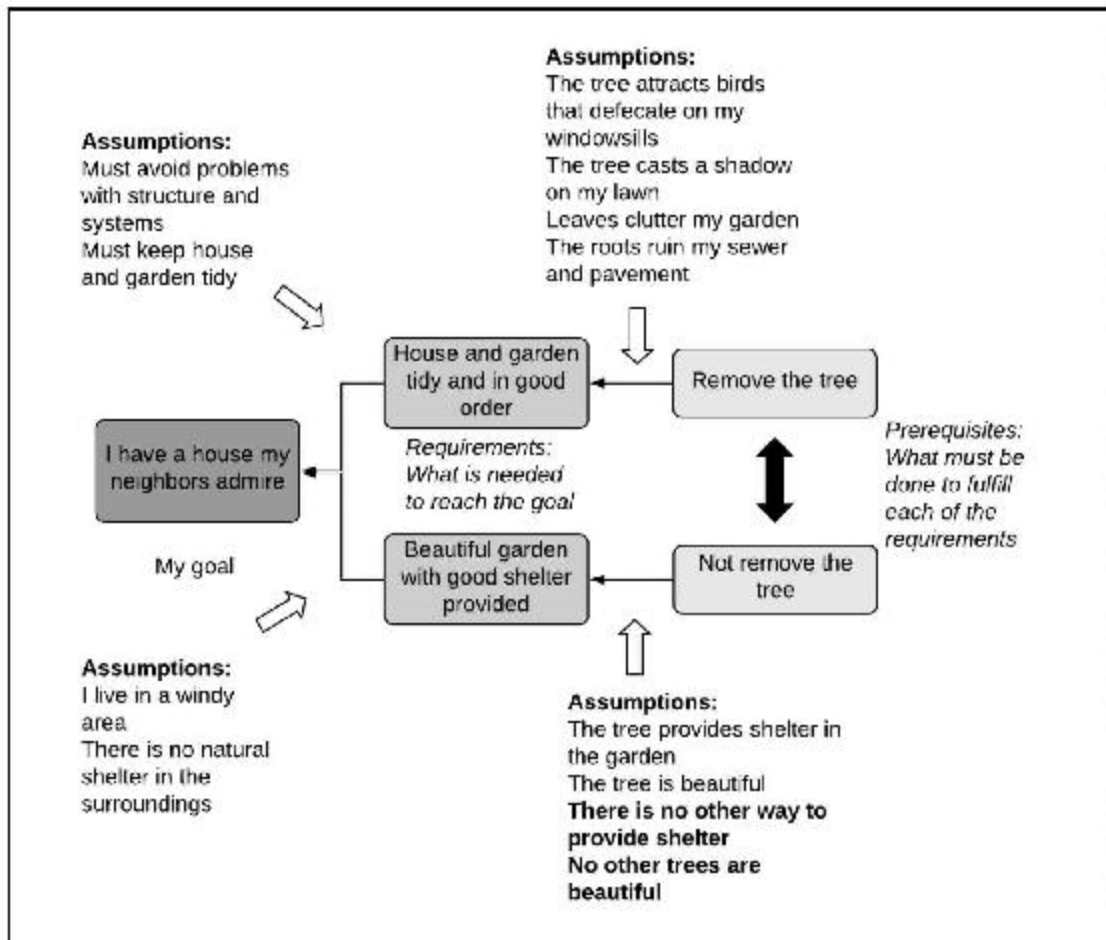 Assumptions:
Must avoid problems
with structure and
systems
Must keep house
and garden tidy
Assumptions:
The tree attracts birds
that defecate on my
windowsills
The tree casts a shadow
on my lawn
Leaves clutter my garden
The roots ruin my sewer
and pavement
House and garden
tidy and in good
order
Remove the tree
I have a house my
neighbors admire
Requirements:
What is needed
to reach the goal
Prerequisites:
What must be
done to fulfill
each of the
requirements
My goal
Beautiful garden
with good shelter
provided
Not remove the
tree
Assumptions:
I live in a windy
area
There is no natural
shelter in the
surroundings
Assumptions:
The tree provides shelter in
the garden
The tree is beautiful
There is no other way to
provide shelter
No other trees are
beautiful